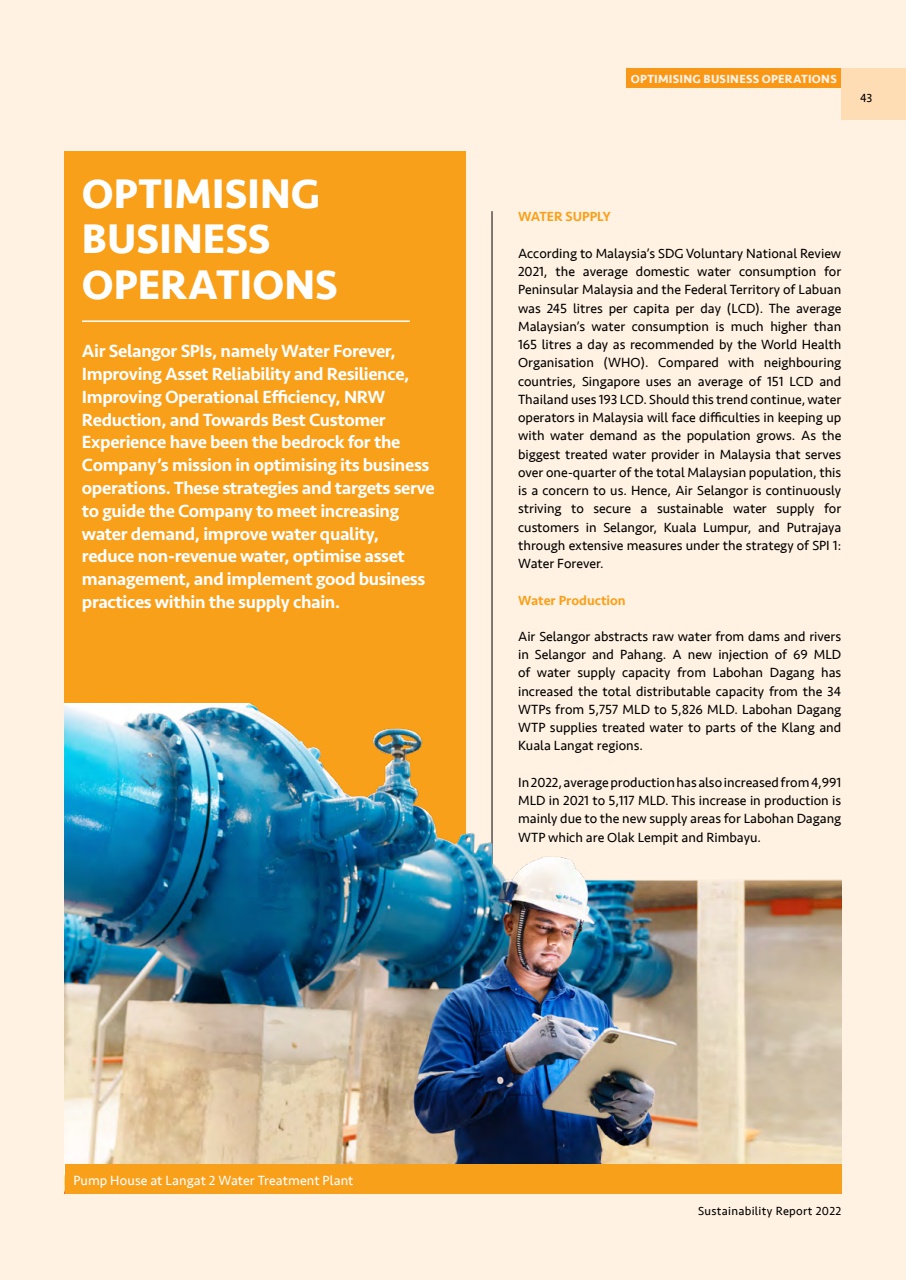 OPTIMISING BUSINESS OPERATIONS
43
OPTIMISING
BUSINESS
OPERATIONS
Air Selangor SPIs, namely Water Forever,
Improving Asset Reliability and Resilience,
Improving Operational Efficiency, NRW
Reduction, and Towards Best Customer
Experience have been the bedrock for the
Company's mission in optimising its business
operations. These strategies and targets serve
to guide the Company to meet increasing
water demand, improve water quality,
reduce non-revenue water, optimise asset
management, and implement good business
practices within the supply chain.
WATER SUPPLY
According to Malaysia's SDG Voluntary National Review
2021, the average domestic water consumption for
Peninsular Malaysia and the Federal Territory of Labuan
was 245 litres per capita per day (LCD). The average
Malaysian's water consumption is much higher than
165 litres a day as recommended by the World Health
Organisation (WHO). Compared with neighbouring
countries, Singapore uses an average of 151 LCD and
Thailand uses 193 LCD. Should this trend continue, water
operators in Malaysia will face difficulties in keeping up
with water demand as the population grows. As the
biggest treated water provider in Malaysia that serves
over one-quarter of the total Malaysian population, this
is a concern to us. Hence, Air Selangor is continuously
striving to secure a sustainable water supply for
customers in Selangor, Kuala Lumpur, and Putrajaya
through extensive measures under the strategy of SPI 1:
Water Forever.
Water Production
Air Selangor abstracts raw water from dams and rivers
in Selangor and Pahang. A new injection of 69 MLD
of water supply capacity from Labohan Dagang has
increased the total distributable capacity from the 34
WTPs from 5,757 MLD to 5,826 MLD. Labohan Dagang
WTP supplies treated water to parts of the Klang and
Kuala Langat regions.
In 2022, average production has also increased from 4,991
MLD in 2021 to 5,117 MLD. This increase in production is
mainly due to the new supply areas for Labohan Dagang
WTP which are Olak Lempit and Rimbayu.
Air Selangor
Pump House at Langat 2 Water Treatment Plant
Sustainability Report 2022